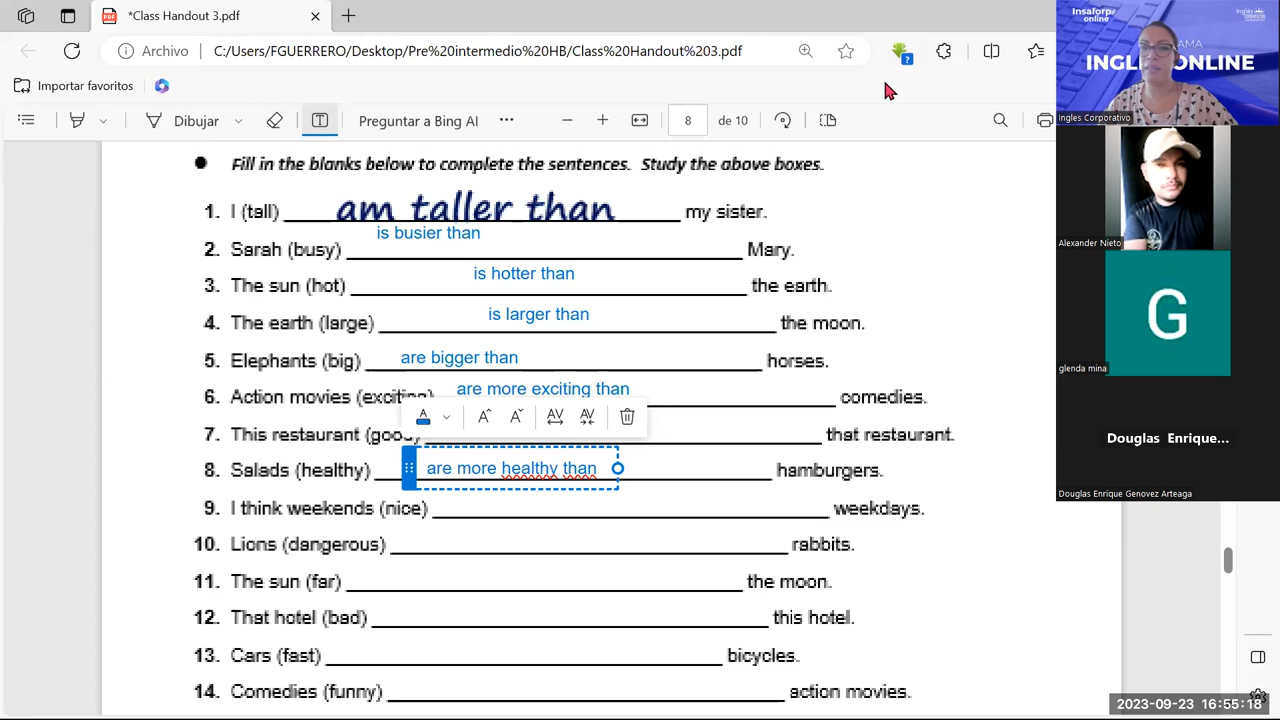 *Class Handout 3.pdf
Archivo
C:/Users/FGUERRERO/Desktop/Pre%20intermedio%20HB/Class%20Handout%203.pdf
Importar favoritos
Dibujar
Preguntar a Bing AI
8
de 10
Fill in the blanks below to complete the sentences. Study the above boxes.
1. I (tall) am taller than my sister.
2. Sarah (busy) is busier than Mary.
3. The sun (hot) is hotter than the earth.
4. The earth (large) is larger than the moon.
5. Elephants (big) are bigger than horses.
6. Action movies (exciting) are more exciting than comedies.
7. This restaurant (good that restaurant.
8. Salads (healthy) are more healthy than hamburgers.
9. I think weekends (nice) weekdays.
10. Lions (dangerous) rabbits.
11. The sun (far) the moon.
12. That hotel (bad) this hotel.
13. Cars (fast) bicycles.
14. Comedies (funny) action movies.
Insaforp
online
Inglés
AMA
INGL ONLINE
Ingles Corporativo
Alexander Nieto
G
glenda mina
Douglas Enrique...
Douglas Enrique Genovez Arteaga
2023-09-23 16:55:18